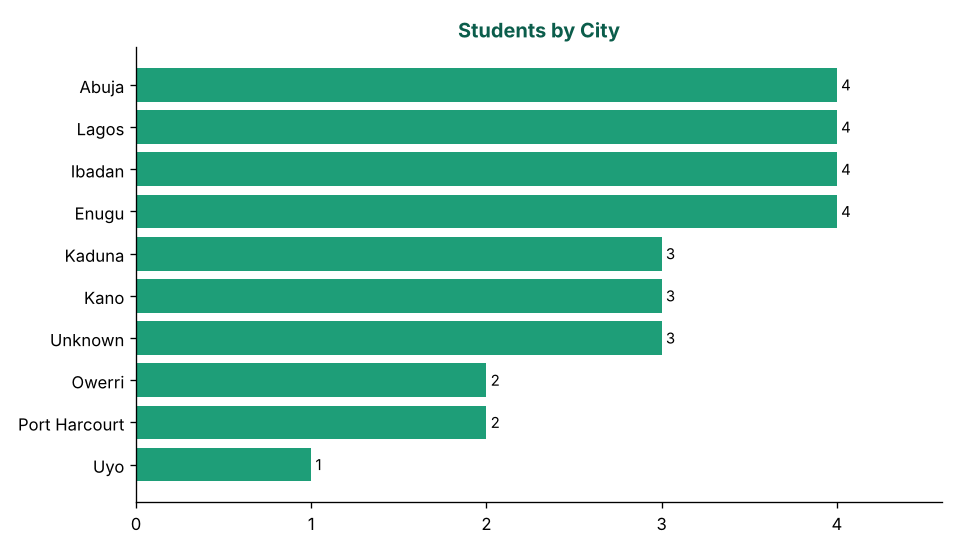 Students by City
Abuja 4
Lagos 4
Ibadan 4
Enugu 4
Kaduna 3
Kano 3
Unknown 3
Owerri 2
Port Harcourt 2
Uyo 1
0 1 2 3 4